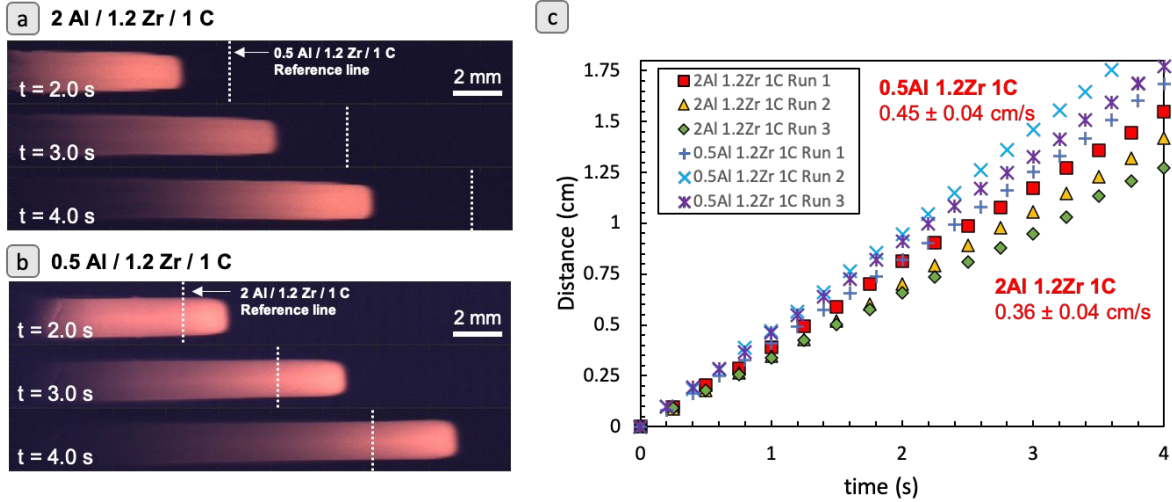 a
2 Al / 1.2 Zr / 1 C
0.5 Al / 1.2 Zr / 1 C
Reference line
2 mm
t = 2.0 s
t = 3.0 s
t = 4.0 s
b
0.5 Al / 1.2 Zr / 1 C
2 Al / 1.2 Zr / 1 C
Reference line
2 mm
t = 2.0 s
t = 3.0 s
t = 4.0 s
c
2Al 1.2Zr 1C Run 1
2Al 1.2Zr 1C Run 2
2Al 1.2Zr 1C Run 3
0.5Al 1.2Zr 1C Run 1
0.5Al 1.2Zr 1C Run 2
0.5Al 1.2Zr 1C Run 3
0.5Al 1.2Zr 1C
0.45 ± 0.04 cm/s
2Al 1.2Zr 1C
0.36 ± 0.04 cm/s
Distance (cm)
1.75
1.5
1.25
1
0.75
0.5
0.25
0
0 1 2 3 4
time (s)